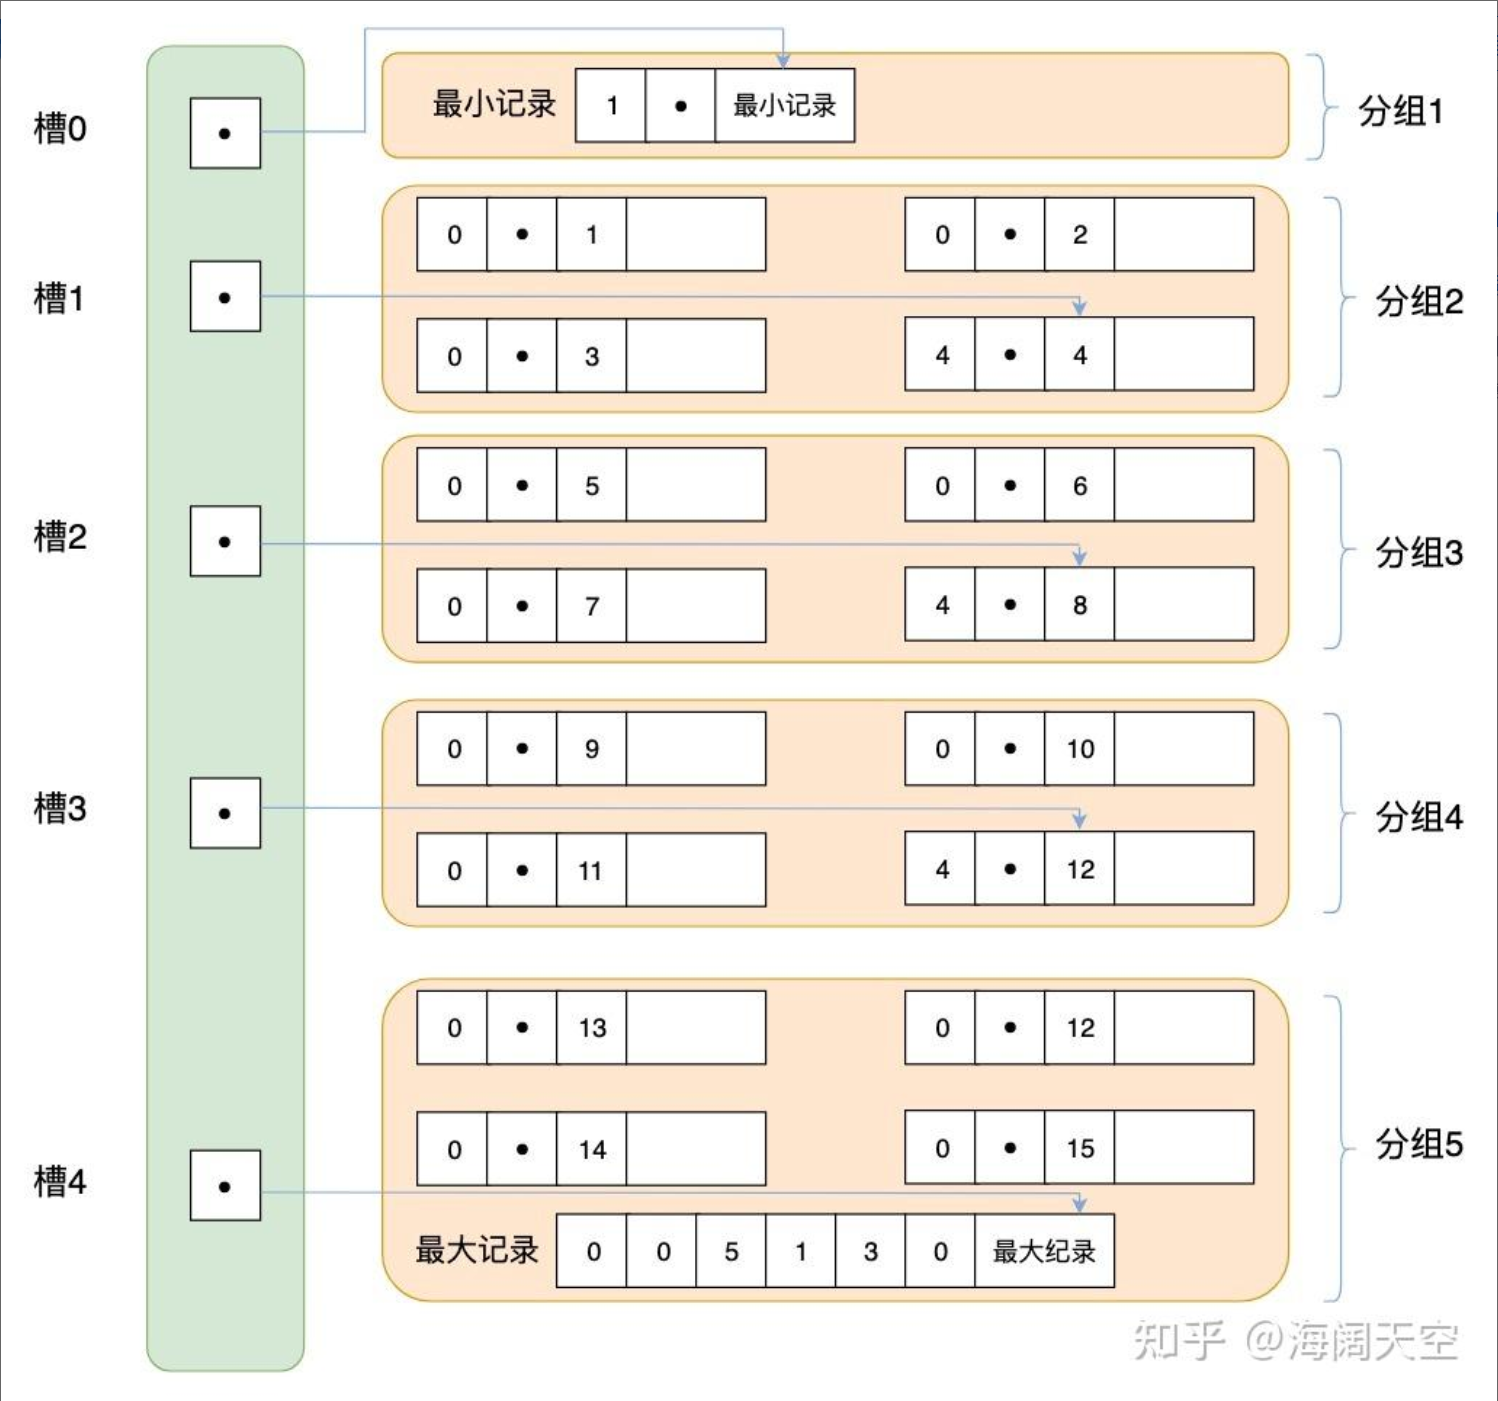 槽0
最小记录 1 • 最小记录
分组1
0 • 1
0 • 2
槽1
分组2
0 • 3
4 • 4
0 • 5
0 • 6
槽2
分组3
0 • 7
4 • 8
0 • 9
0 • 10
槽3
分组4
0 • 11
4 • 12
0 • 13
0 • 12
0 • 14
0 • 15
分组5
槽4
最大记录 0 0 5 1 3 0 最大纪录
知乎 @海阔天空